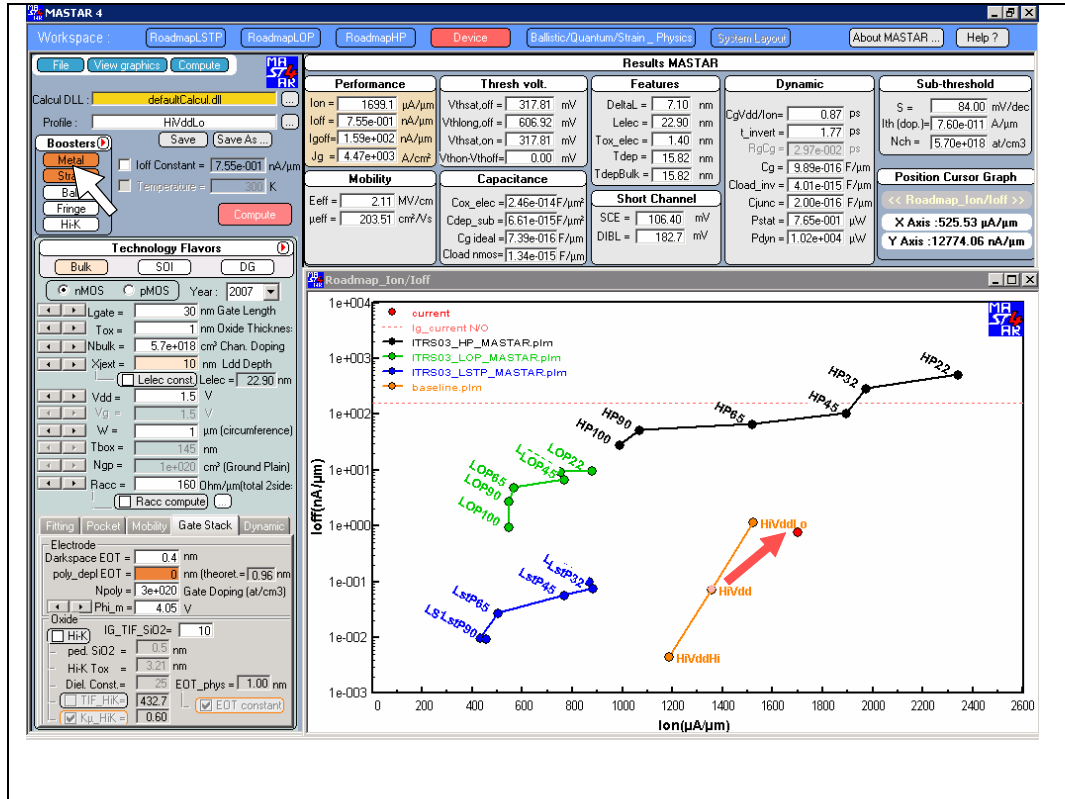 MASTAR 4
Workspace : RoadmapLSTP RoadmapLOP RoadmapHP Device Ballistic/Quantum/Strain _ Physics System Layout About MASTAR ... Help ?
File View graphics Compute
MASTAR
Calcul DLL : defaultCalcul.dll ...
Profile : HiVddLo ...
Save Save As ...
Boosters
Metal
Fringe
Hi-K
Ioff Constant = 7.55e-001 nA/µm
Temperature = 300 K
Compute
Results MASTAR
Performance
Ion = 1699.1 µA/µm
Ioff = 7.55e-001 nA/µm
Igoff= 1.59e+002 nA/µm
Jg = 4.47e+003 A/cm²
Mobility
Eeff = 2.11 MV/cm
µeff = 203.51 cm²/Vs
Thresh volt.
Vthsat,off = 317.81 mV
Vthlong,off = 606.92 mV
Vthsat,on = 317.81 mV
Vthon-Vthoff= 0.00 mV
Capacitance
Cox_elec = 2.46e-014 F/µm²
Cdep_sub = 6.61e-015 F/µm²
Cg ideal = 7.39e-016 F/µm
Cload nmos= 1.34e-015 F/µm
Features
DeltaL = 7.10 nm
Lelec = 22.90 nm
Tox_elec = 1.40 nm
Tdep = 15.82 nm
TdepBulk = 15.82 nm
Short Channel
SCE = 106.40 mV
DIBL = 182.7 mV
Dynamic
CgVdd/Ion= 0.87 ps
t_invert = 1.77 ps
RgCg = 2.97e-002 ps
Cg = 9.89e-016 F/µm
Cload_inv = 4.01e-015 F/µm
Cjunc = 2.00e-016 F/µm
Pstat = 7.65e-001 µW
Pdyn = 1.02e+004 µW
Sub-threshold
S = 84.00 mV/dec
Ith (dop.)= 7.60e-011 A/µm
Nch = 5.70e+018 at/cm3
Position Cursor Graph
<< Roadmap_Ion/Ioff >>
X Axis :525.53 µA/µm
Y Axis :12774.06 nA/µm
Technology Flavors
Bulk SOI DG
nMOS pMOS Year : 2007
Lgate = 30 nm Gate Length
Tox = 1 nm Oxide Thicknes:
Nbulk = 5.7e+018 cm³ Chan. Doping
Xjext = 10 nm Ldd Depth
Lelec const. Lelec = 22.90 nm
Vdd = 1.5 V
Vg = 1.5 V
W = 1 µm (circumference)
Tbox = 145 nm
Ngp = 1e+020 cm³ (Ground Plain)
Racc = 160 Ohm/µm(total 2side:
Racc compute
Fitting Pocket Mobility Gate Stack Dynamic
Electrode
Darkspace EOT = 0.4 nm
poly_depl EOT = 0 nm (theoret.= 0.96 nm
Npoly = 3e+020 Gate Doping (at/cm3)
Phi_m = 4.05 V
Oxide
Hi-K IG_TIF_SiO2= 10
ped. SiO2 = 0.5 nm
Hi-K Tox = 3.21 nm
Diel. Const.= 25 EOT_phys = 1.00 nm
TIF_HiK= 432.7 EOT constant
Kµ_HiK = 0.60
Roadmap_Ion/Ioff
MASTAR
current
Ig_current N/O
ITRS03_HP_MASTAR.plm
ITRS03_LOP_MASTAR.plm
ITRS03_LSTP_MASTAR.plm
baseline.plm
Ioff(nA/µm)
1e+004
1e+003
1e+002
1e+001
1e+000
1e-001
1e-002
1e-003
HP100
HP90
HP65
HP45
HP32
HP22
LOP100
LOP90
LOP65
LOP45
LOP22
LstP90
LstP65
LstP45
LstP32
HiVddLo
HiVdd
HiVddHi
0 200 400 600 800 1000 1200 1400 1600 1800 2000 2200 2400 2600
Ion(µA/µm)